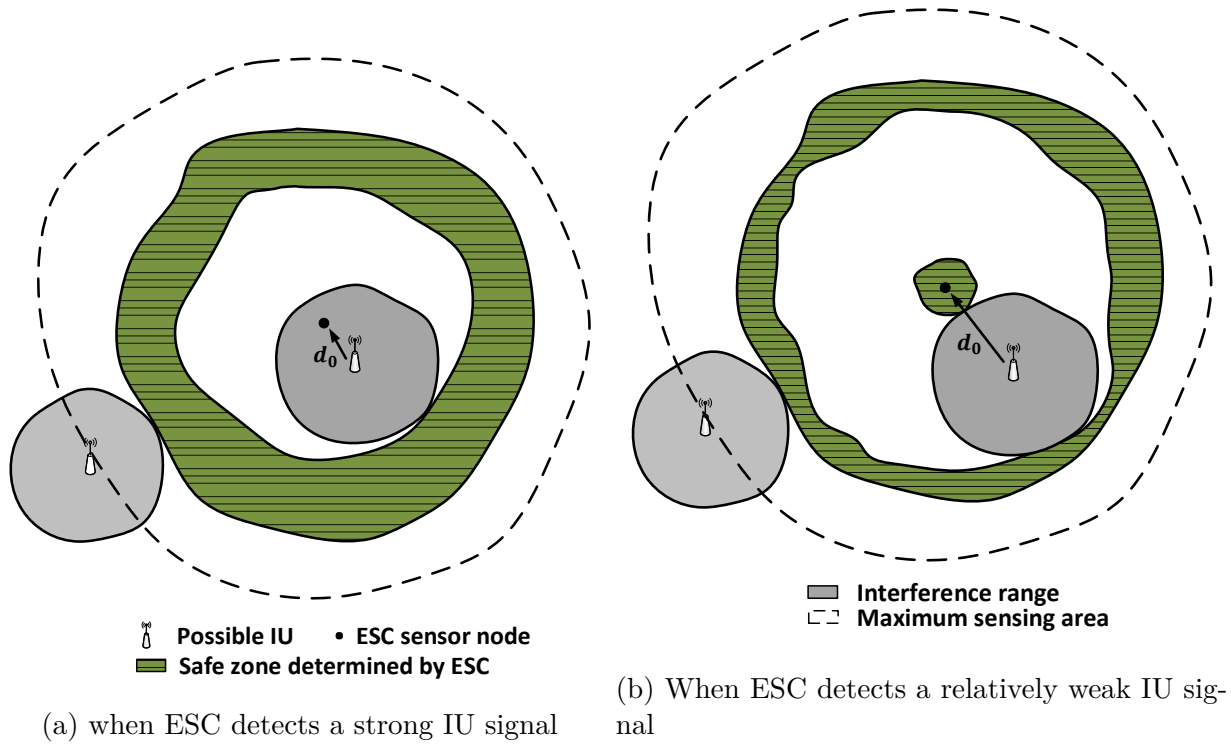 d₀
d₀
Possible IU
ESC sensor node
Safe zone determined by ESC
(a) when ESC detects a strong IU signal
Interference range
Maximum sensing area
(b) When ESC detects a relatively weak IU sig-
nal